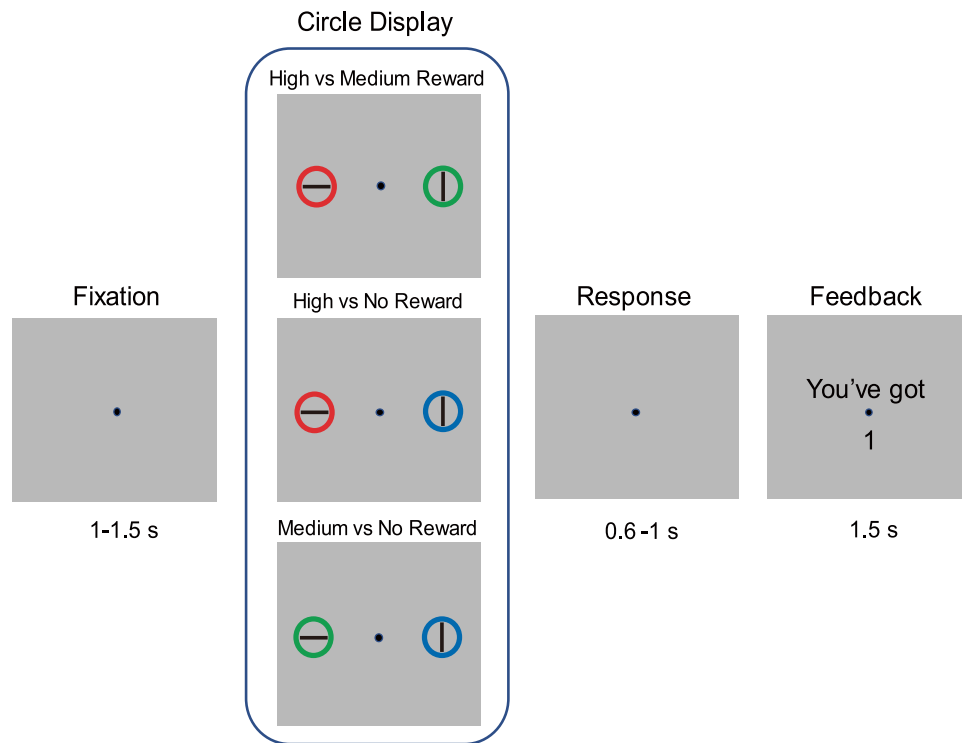 Circle Display
High vs Medium Reward
Fixation
High vs No Reward
Response
Feedback
You've got
1
1-1.5 s
Medium vs No Reward
0.6-1 s
1.5 s